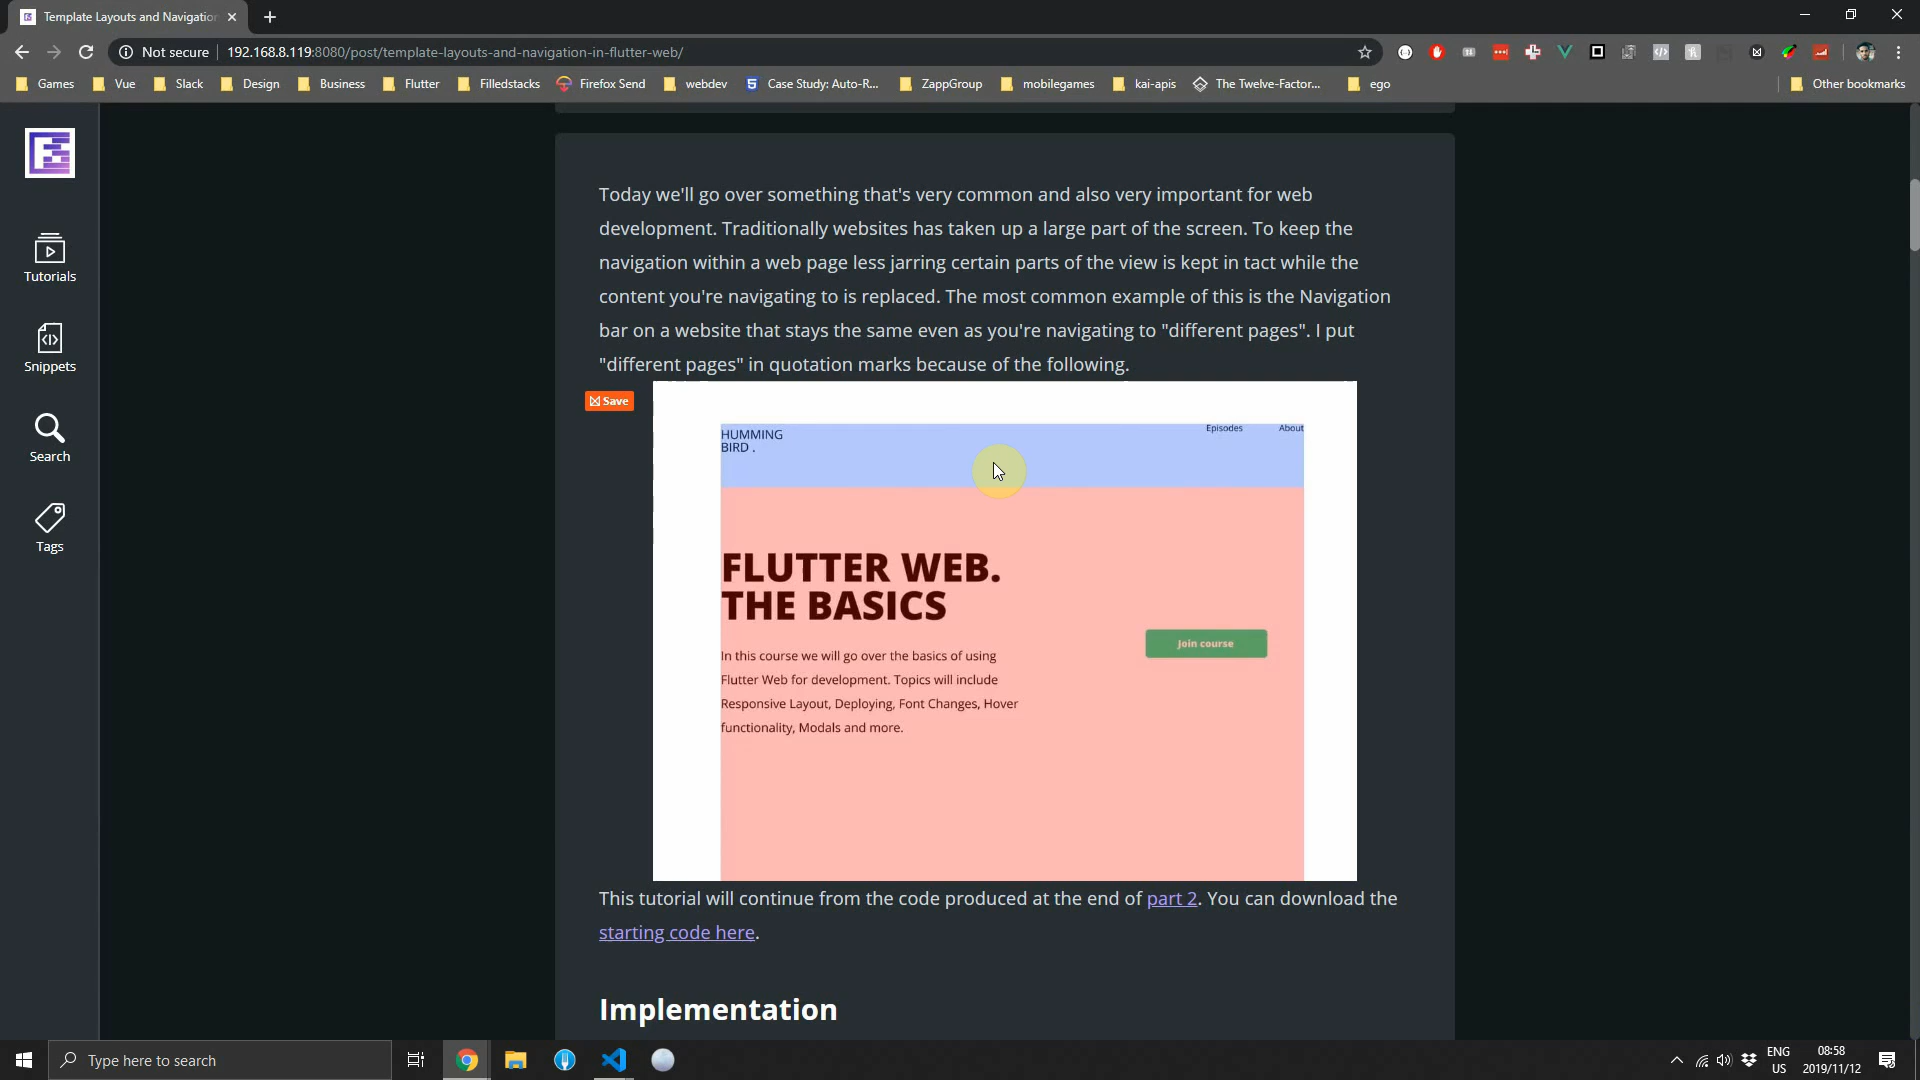 Template Layouts and Navigation
Not secure
192.168.8.119:8080/post/template-layouts-and-navigation-in-flutter-web/
Games
Vue
Slack
Design
Business
Flutter
Filledstacks
Firefox Send
webdev
Case Study: Auto-R...
ZappGroup
mobilegames
kai-apis
The Twelve-Factor...
ego
Other bookmarks
Tutorials
Snippets
Search
Tags
Today we'll go over something that's very common and also very important for web
development. Traditionally websites has taken up a large part of the screen. To keep the
navigation within a web page less jarring certain parts of the view is kept in tact while the
content you're navigating to is replaced. The most common example of this is the Navigation
bar on a website that stays the same even as you're navigating to "different pages". I put
"different pages" in quotation marks because of the following.
Save
HUMMING
BIRD .
Episodes
About
FLUTTER WEB.
THE BASICS
In this course we will go over the basics of using
Flutter Web for development. Topics will include
Responsive Layout, Deploying, Font Changes, Hover
functionality, Modals and more.
Join course
This tutorial will continue from the code produced at the end of part 2. You can download the
starting code here.
Implementation
Type here to search
ENG
US
08:58
2019/11/12